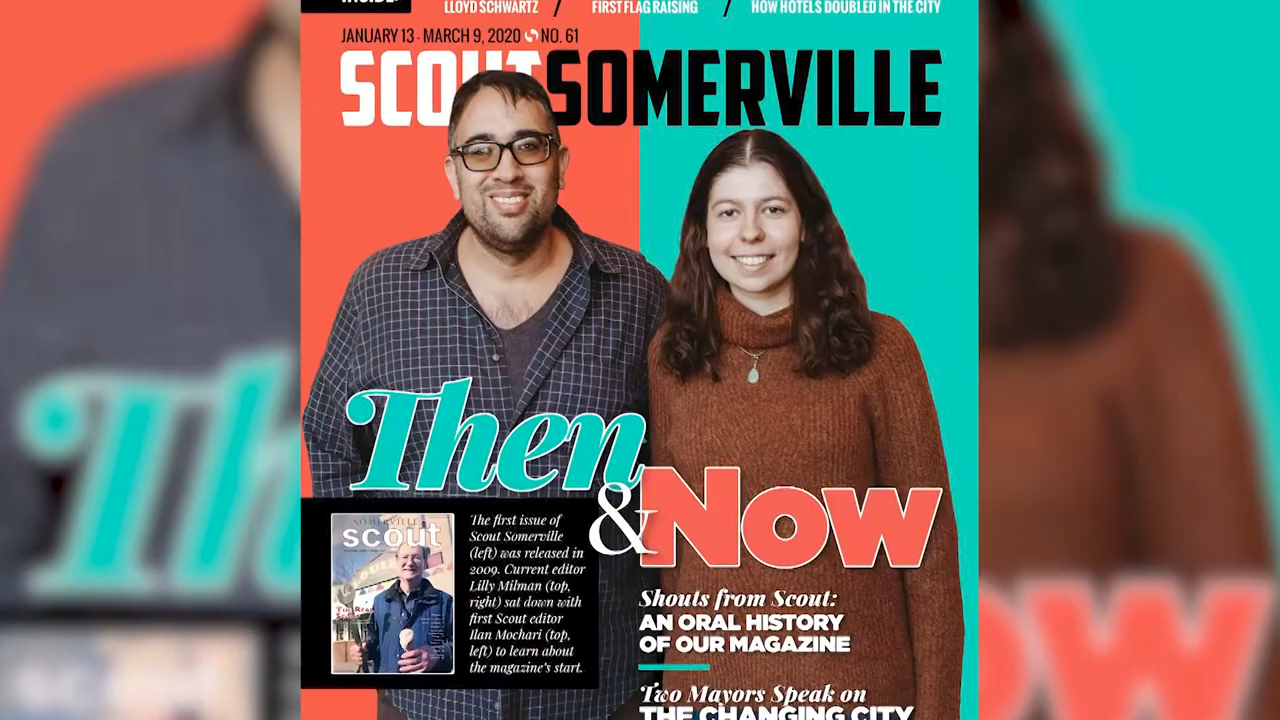 INSIDE:
LLOYD SCHWARTZ / FIRST FLAG RAISING / HOW HOTELS DOUBLED IN THE CITY
JANUARY 13 - MARCH 9, 2020 NO. 61
SCOUT SOMERVILLE
Then
& Now
SOMERVILLE
scout
The first issue of
Scout Somerville
(left) was released in
2009. Current editor
Lilly Milman (top,
right) sat down with
first Scout editor
Ilan Mochari (top,
left) to learn about
the magazine's start.
Shouts from Scout:
AN ORAL HISTORY
OF OUR MAGAZINE
Two Mayors Speak on
THE CHANGING CITY